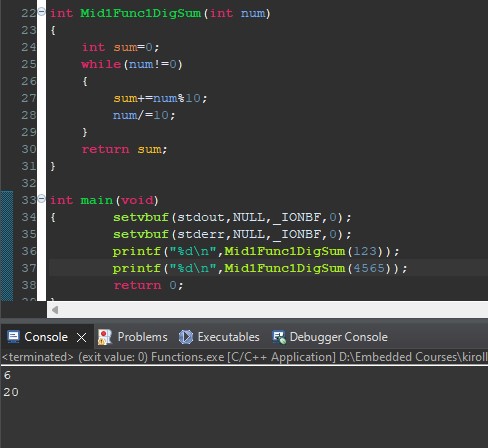 22 int Mid1Func1DigSum(int num)
23 {
24 int sum=0;
25 while(num!=0)
26 {
27 sum+=num%10;
28 num/=10;
29 }
30 return sum;
31 }
32
33 int main(void)
34 { setvbuf(stdout,NULL,_IONBF,0);
35 setvbuf(stderr,NULL,_IONBF,0);
36 printf("%d\n",Mid1Func1DigSum(123));
37 printf("%d\n",Mid1Func1DigSum(4565));
38 return 0;
Console Problems Executables Debugger Console
<terminated> (exit value: 0) Functions.exe [C/C++ Application] D:\Embedded Courses\kiroll
6
20